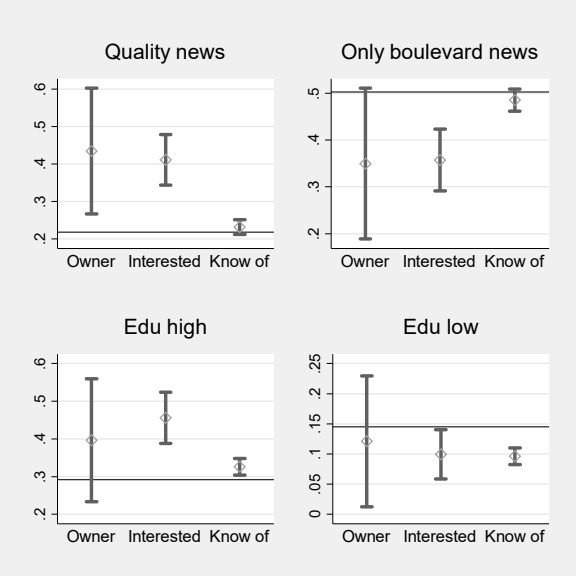 Quality news
.6
.5
.4
.3
.2
Owner Interested Know of
Only boulevard news
.5
.4
.3
.2
Owner Interested Know of
Edu high
.6
.5
.4
.3
.2
Owner Interested Know of
Edu low
.25
.2
.15
.1
.05
0
Owner Interested Know of